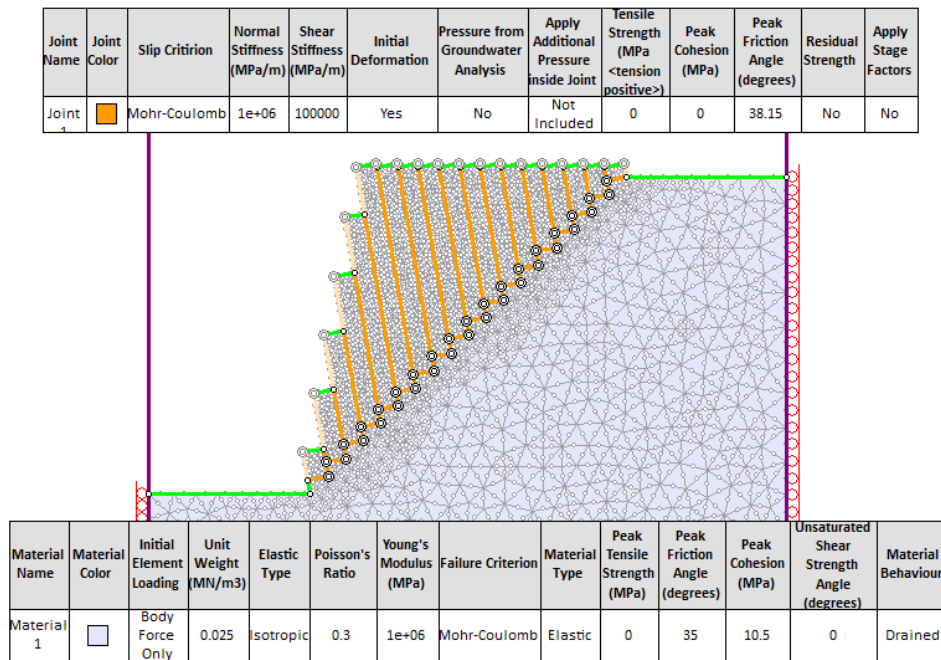 Joint Name
Joint Color
Slip Critirion
Normal Stiffness (MPa/m)
Shear Stiffness (MPa/m)
Initial Deformation
Pressure from Groundwater Analysis
Apply Additional Pressure inside Joint
Tensile Strength (MPa <tension positive>)
Peak Cohesion (MPa)
Peak Friction Angle (degrees)
Residual Strength
Apply Stage Factors
Joint 1
Mohr-Coulomb
1e+06
100000
Yes
No
Not Included
0
0
38.15
No
No
Material Name
Material Color
Initial Element Loading
Unit Weight (MN/m3)
Elastic Type
Poisson's Ratio
Young's Modulus (MPa)
Failure Criterion
Material Type
Peak Tensile Strength (MPa)
Peak Friction Angle (degrees)
Peak Cohesion (MPa)
Unsaturated Shear Strength Angle (degrees)
Material Behaviour
Material 1
Body Force Only
0.025
Isotropic
0.3
1e+06
Mohr-Coulomb
Elastic
0
35
10.5
0
Drained